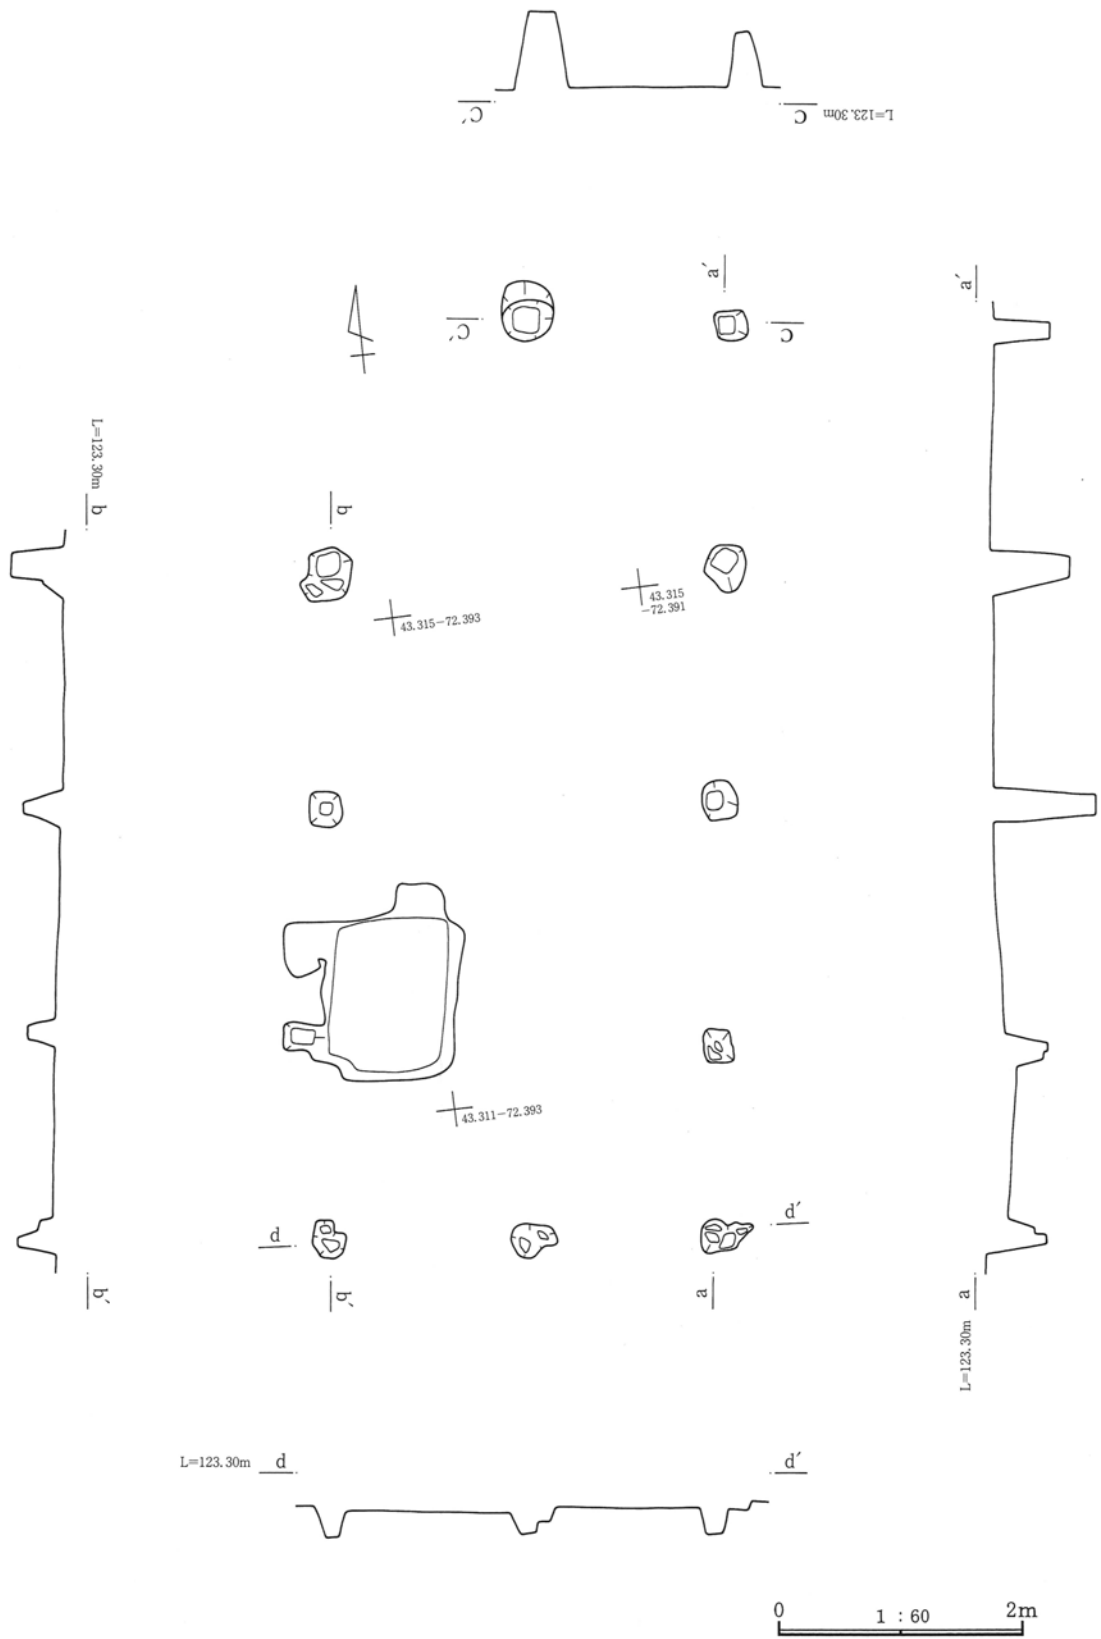 C′
C L=123.30m
a′
a′
C′
C
L=123.30m b
b
43.315
-72.391
43.315-72.393
43.311-72.393
d
d′
b′
b′
a
a
L=123.30m
L=123.30m d
d′
0 1 : 60 2m